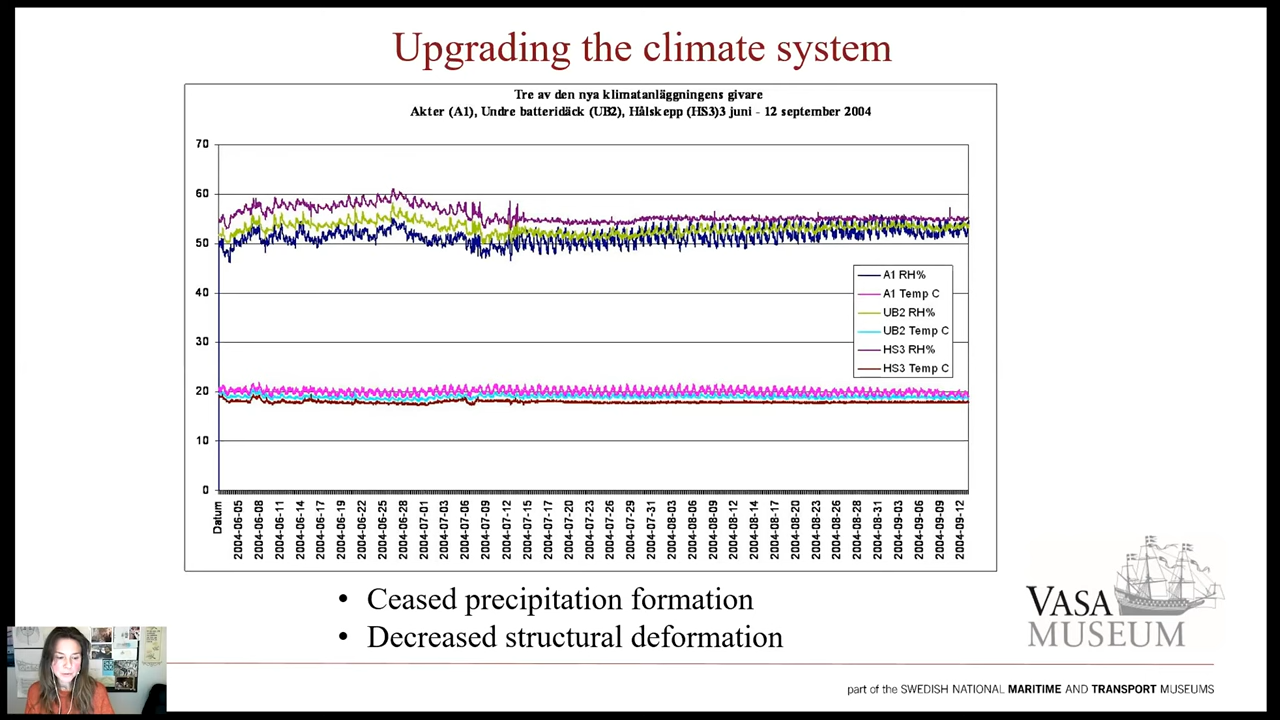 Upgrading the climate system
Tre av den nya klimatanläggningens givare
Akter (A1), Undre batteridäck (UB2), Hålskepp (HS3)3 juni - 12 september 2004
70
60
50
40
30
20
10
0
A1 RH%
A1 Temp C
UB2 RH%
UB2 Temp C
HS3 RH%
HS3 Temp C
Datum
2004-06-05
2004-06-08
2004-06-11
2004-06-14
2004-06-17
2004-06-19
2004-06-22
2004-06-25
2004-06-28
2004-07-01
2004-07-04
2004-07-06
2004-07-09
2004-07-12
2004-07-15
2004-07-17
2004-07-20
2004-07-23
2004-07-26
2004-07-29
2004-07-31
2004-08-03
2004-08-06
2004-08-09
2004-08-12
2004-08-15
2004-08-18
2004-08-20
2004-08-23
2004-08-26
2004-08-28
2004-08-31
2004-09-03
2004-09-06
2004-09-09
2004-09-12
• Ceased precipitation formation
• Decreased structural deformation
VASA
MUSEUM
part of the SWEDISH NATIONAL MARITIME AND TRANSPORT MUSEUMS